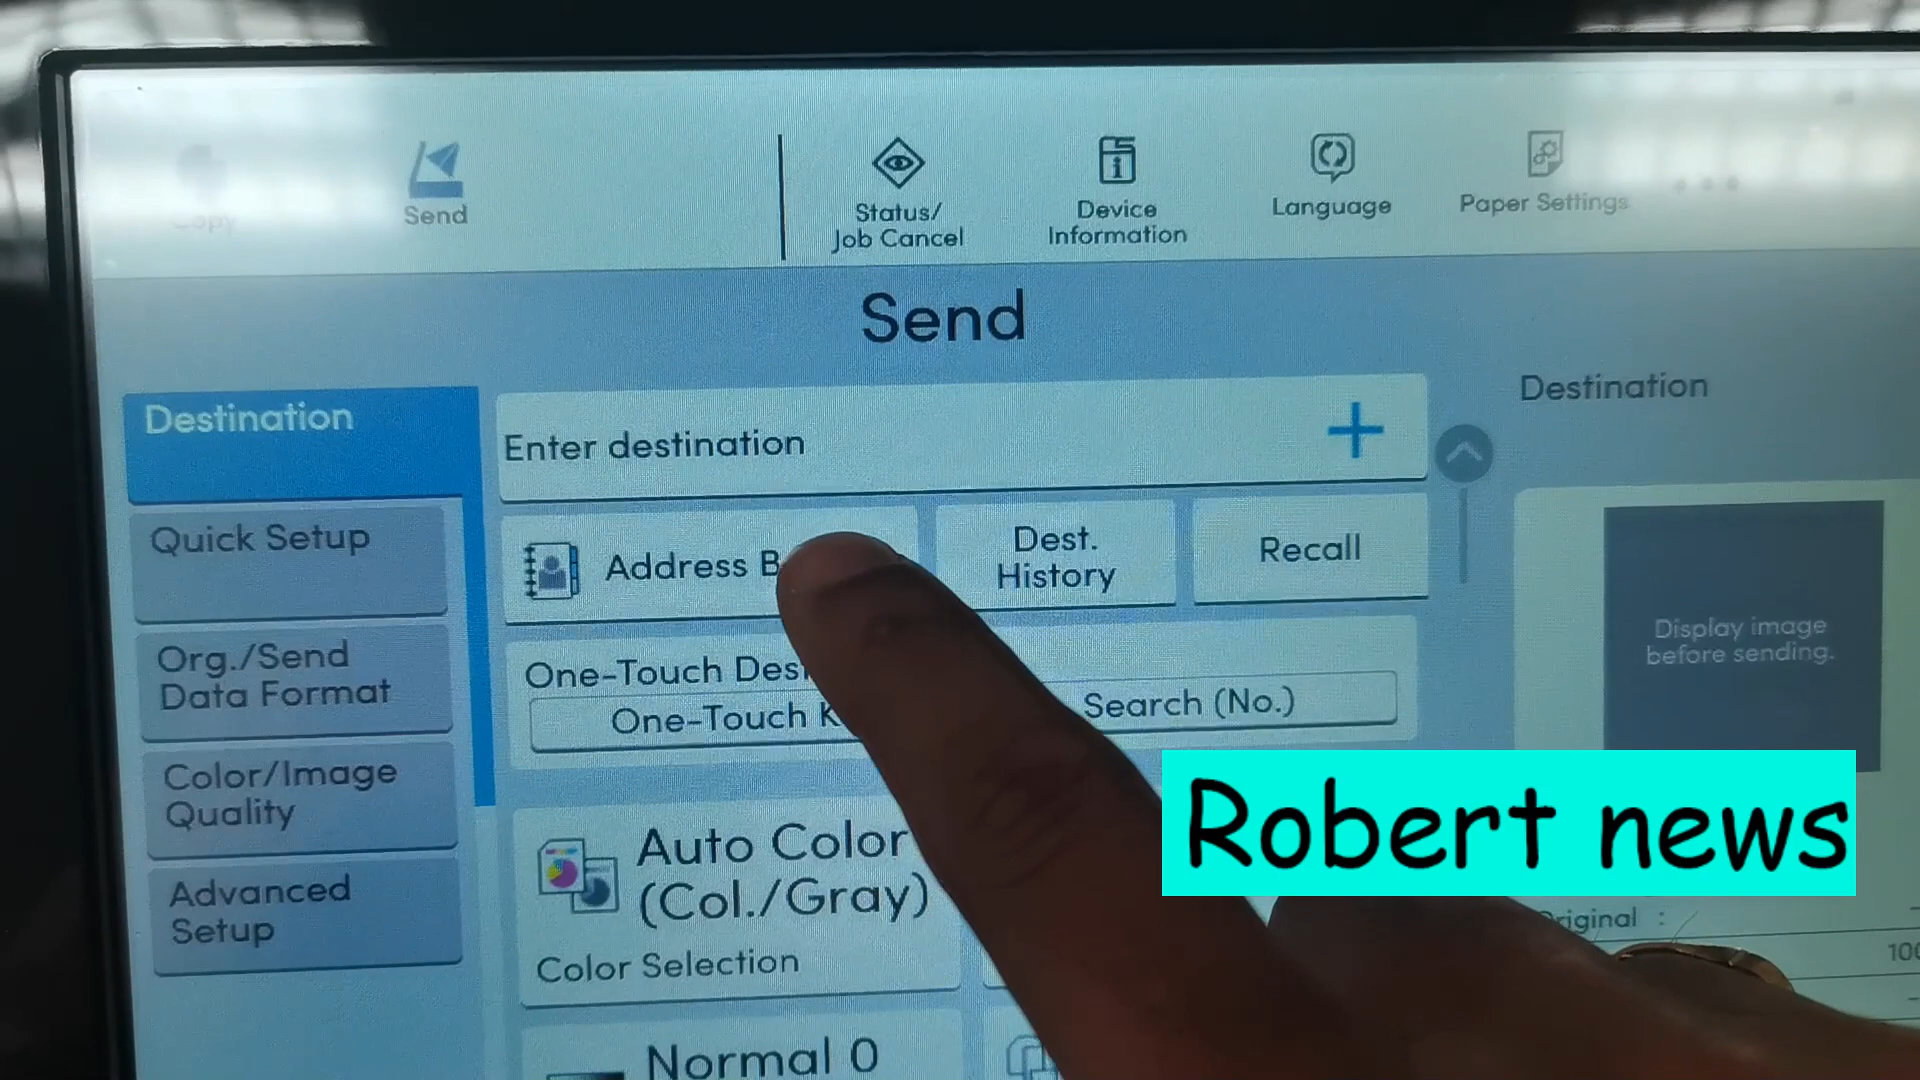 Copy
Send
Status/
Job Cancel
Device
Information
Language
Paper Settings
Send
Destination
Quick Setup
Org./Send
Data Format
Color/Image
Quality
Advanced
Setup
Enter destination
Address B
Dest.
History
Recall
One-Touch Des
One-Touch K
Search (No.)
Auto Color
(Col./Gray)
Color Selection
Normal 0
Destination
Display image
before sending.
Robert news
Original :